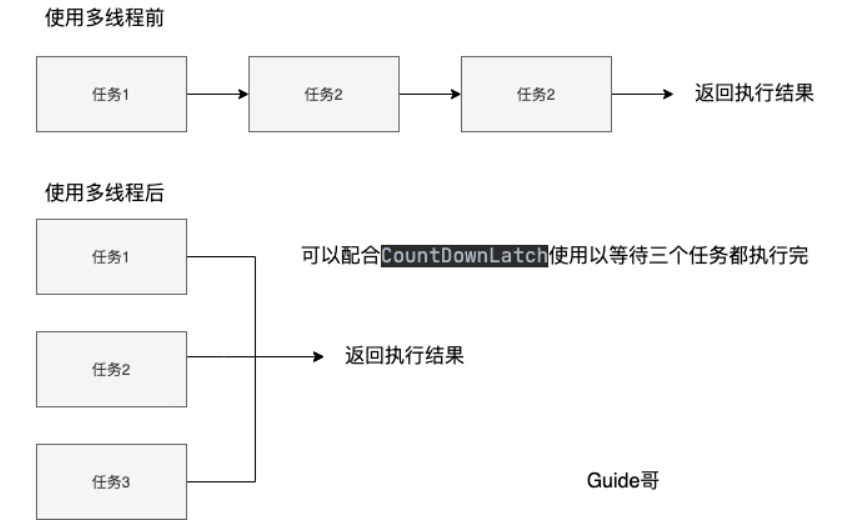 使用多线程前
任务1
任务2
任务2
返回执行结果
使用多线程后
任务1
可以配合CountDownLatch使用以等待三个任务都执行完
任务2
返回执行结果
任务3
Guide哥